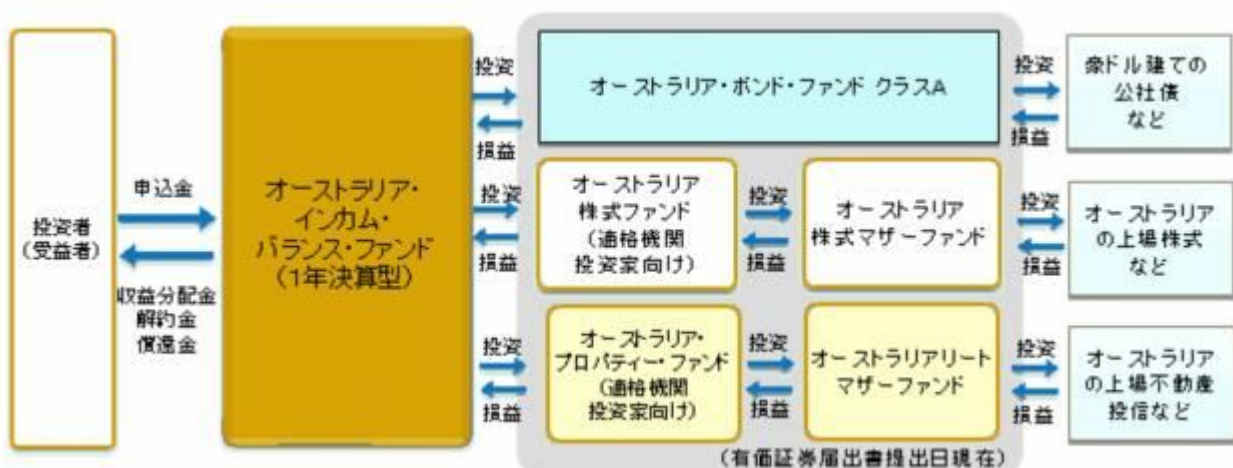 投資者
(受益者)
申込金
収益分配金
解約金
償還金
オーストラリア・
インカム・
バランス・ファンド
(1年決算型)
投資
損益
オーストラリア・ボンド・ファンド クラスA
投資
損益
豪ドル建ての
公社債
など
投資
損益
オーストラリア
株式ファンド
(適格機関
投資家向け)
投資
損益
オーストラリア
株式マザーファンド
投資
損益
オーストラリア
の上場株式
など
投資
損益
オーストラリア・
プロパティー・ファンド
(適格機関
投資家向け)
投資
損益
オーストラリアリート
マザーファンド
投資
損益
オーストラリア
の上場不動産
投信など
(有価証券届出書提出日現在)